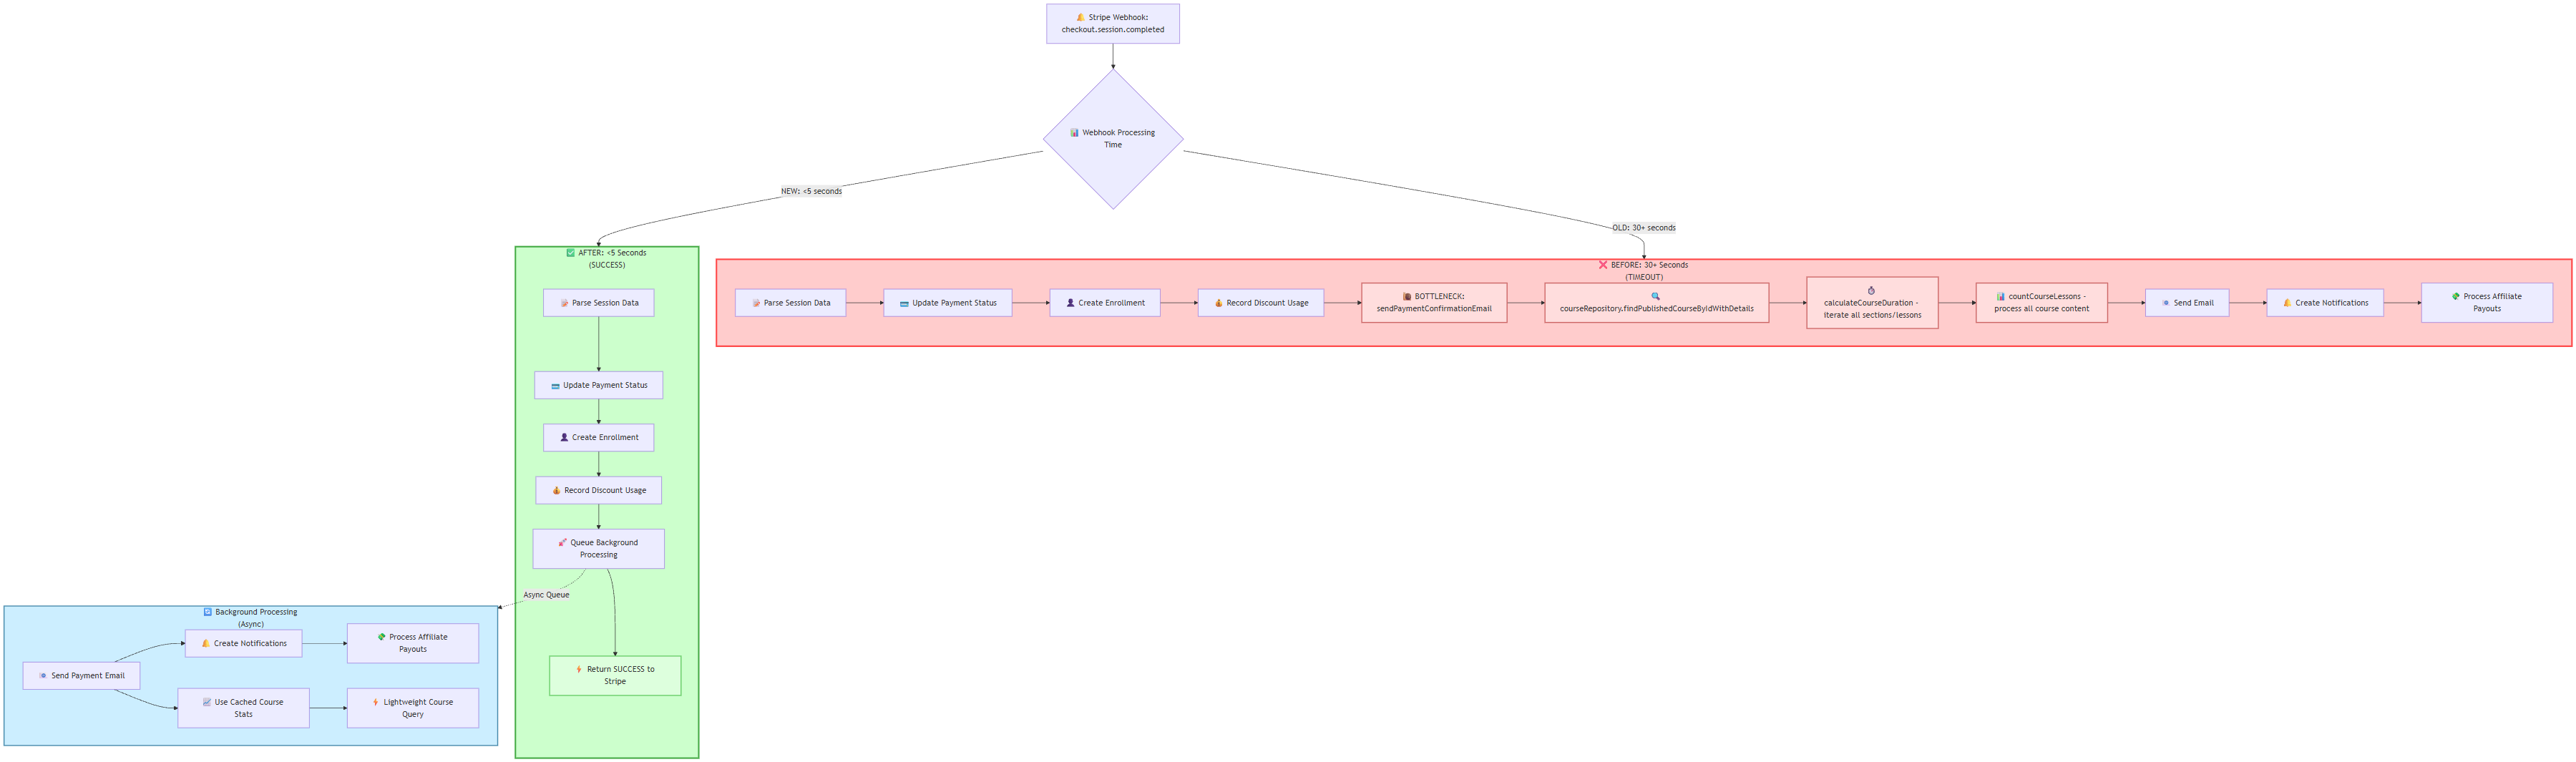 🔔 Stripe Webhook:
checkout.session.completed
📊 Webhook Processing
Time
NEW: <5 seconds
OLD: 30+ seconds
✅ AFTER: <5 Seconds
(SUCCESS)
📝 Parse Session Data
💳 Update Payment Status
👤 Create Enrollment
💰 Record Discount Usage
🚀 Queue Background
Processing
Async Queue
⚡ Return SUCCESS to
Stripe
❌ BEFORE: 30+ Seconds
(TIMEOUT)
📝 Parse Session Data
💳 Update Payment Status
👤 Create Enrollment
💰 Record Discount Usage
🐌 BOTTLENECK:
sendPaymentConfirmationEmail
🔍
courseRepository.findPublishedCourseByIdWithDetails
⏱
calculateCourseDuration -
iterate all sections/lessons
📊 countCourseLessons -
process all course content
📧 Send Email
🔔 Create Notifications
💸 Process Affiliate
Payouts
🔄 Background Processing
(Async)
📧 Send Payment Email
🔔 Create Notifications
💸 Process Affiliate
Payouts
📈 Use Cached Course
Stats
⚡ Lightweight Course
Query